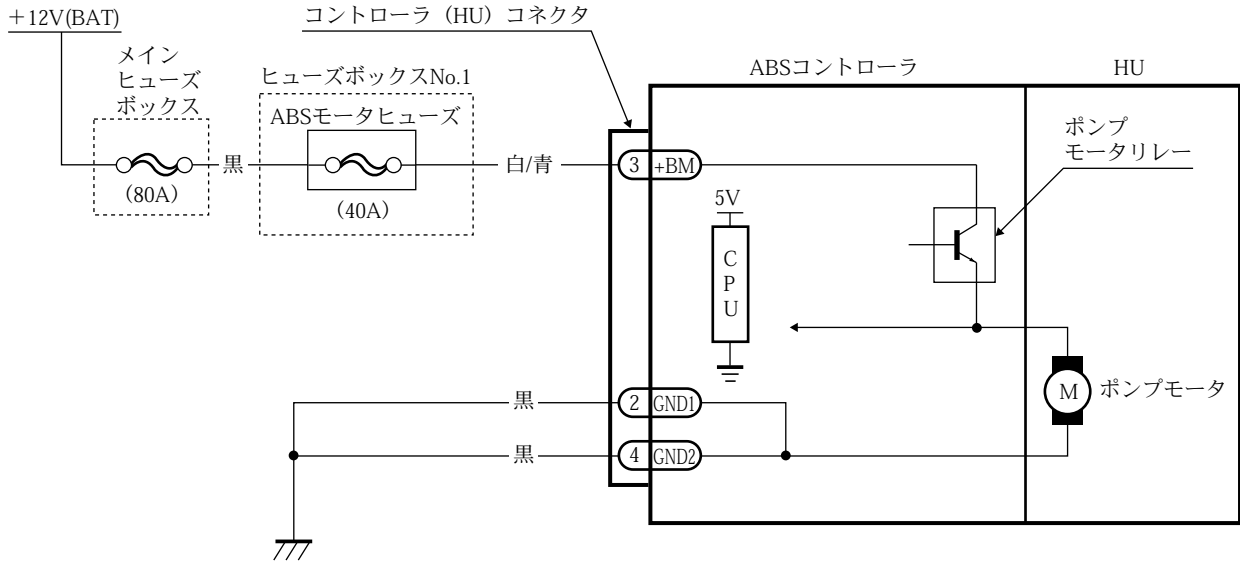 +12V(BAT)
コントローラ（HU）コネクタ
メイン
ヒューズ
ボックス
ヒューズボックスNo.1
ABSモータヒューズ
ABSコントローラ
HU
ポンプ
モータリレー
黒
白/青
3
+BM
(80A)
(40A)
5V
CPU
M
ポンプモータ
黒
2
GND1
黒
4
GND2